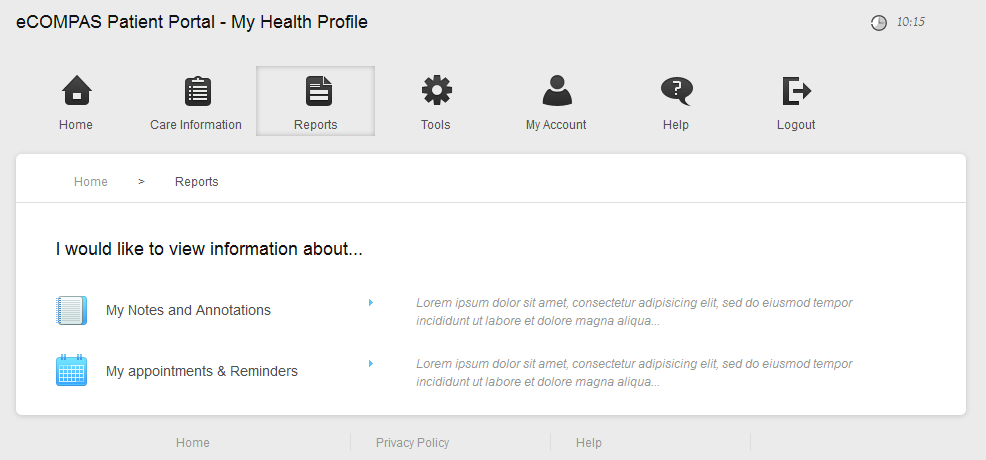 eCOMPAS Patient Portal - My Health Profile
10:15
Home
Care Information
Reports
Tools
My Account
Help
Logout
Home > Reports
I would like to view information about...
My Notes and Annotations
Lorem ipsum dolor sit amet, consectetur adipisicing elit, sed do eiusmod tempor
incididunt ut labore et dolore magna aliqua...
My appointments & Reminders
Lorem ipsum dolor sit amet, consectetur adipisicing elit, sed do eiusmod tempor
incididunt ut labore et dolore magna aliqua...
Home
Privacy Policy
Help